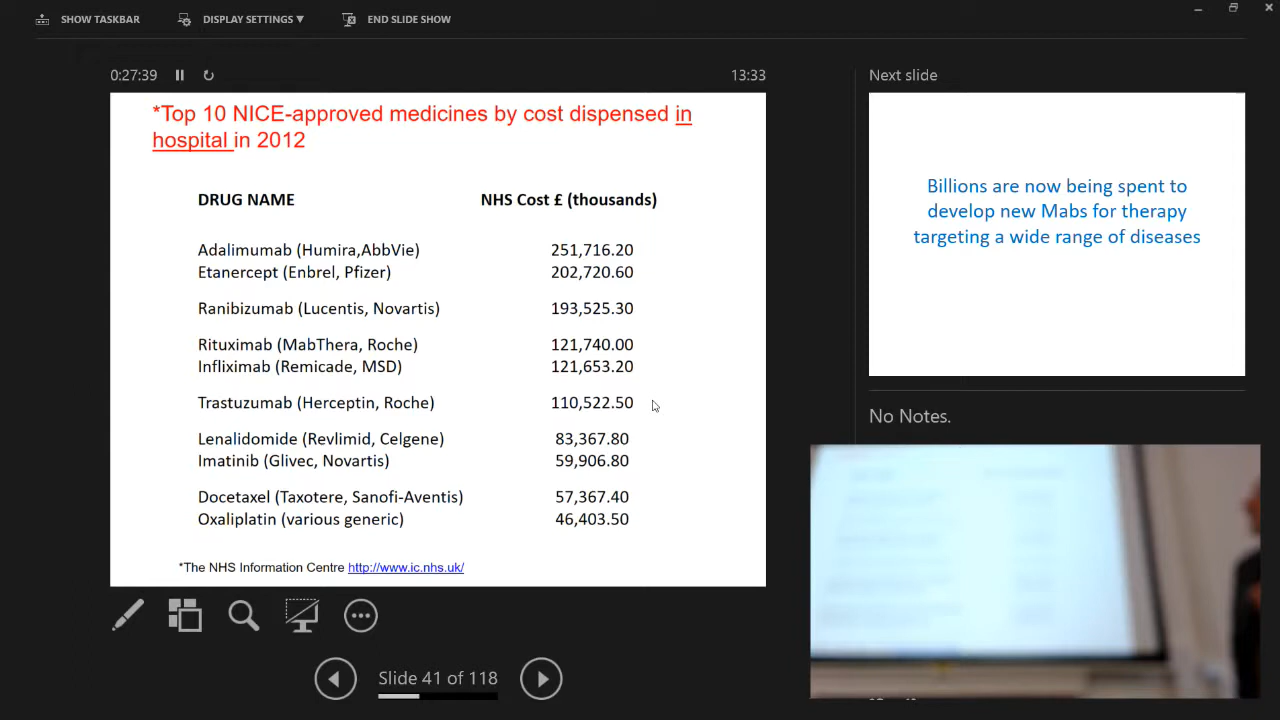 SHOW TASKBAR DISPLAY SETTINGS ▼ END SLIDE SHOW
0:27:39 13:33 Next slide
*Top 10 NICE-approved medicines by cost dispensed in
hospital in 2012
DRUG NAME NHS Cost £ (thousands)
Adalimumab (Humira,AbbVie) 251,716.20
Etanercept (Enbrel, Pfizer) 202,720.60
Ranibizumab (Lucentis, Novartis) 193,525.30
Rituximab (MabThera, Roche) 121,740.00
Infliximab (Remicade, MSD) 121,653.20
Trastuzumab (Herceptin, Roche) 110,522.50
Lenalidomide (Revlimid, Celgene) 83,367.80
Imatinib (Glivec, Novartis) 59,906.80
Docetaxel (Taxotere, Sanofi-Aventis) 57,367.40
Oxaliplatin (various generic) 46,403.50
*The NHS Information Centre http://www.ic.nhs.uk/
Slide 41 of 118
Billions are now being spent to
develop new Mabs for therapy
targeting a wide range of diseases
No Notes.